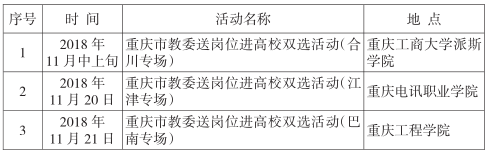 序号 时 间 活动名称 地 点
1 2018 年 11 月中上旬 重庆市教委送岗位进高校双选活动(合川专场) 重庆工商大学派斯学院
2 2018 年 11 月 20 日 重庆市教委送岗位进高校双选活动(江津专场) 重庆电讯职业学院
3 2018 年 11 月 21 日 重庆市教委送岗位进高校双选活动(巴南专场) 重庆工程学院